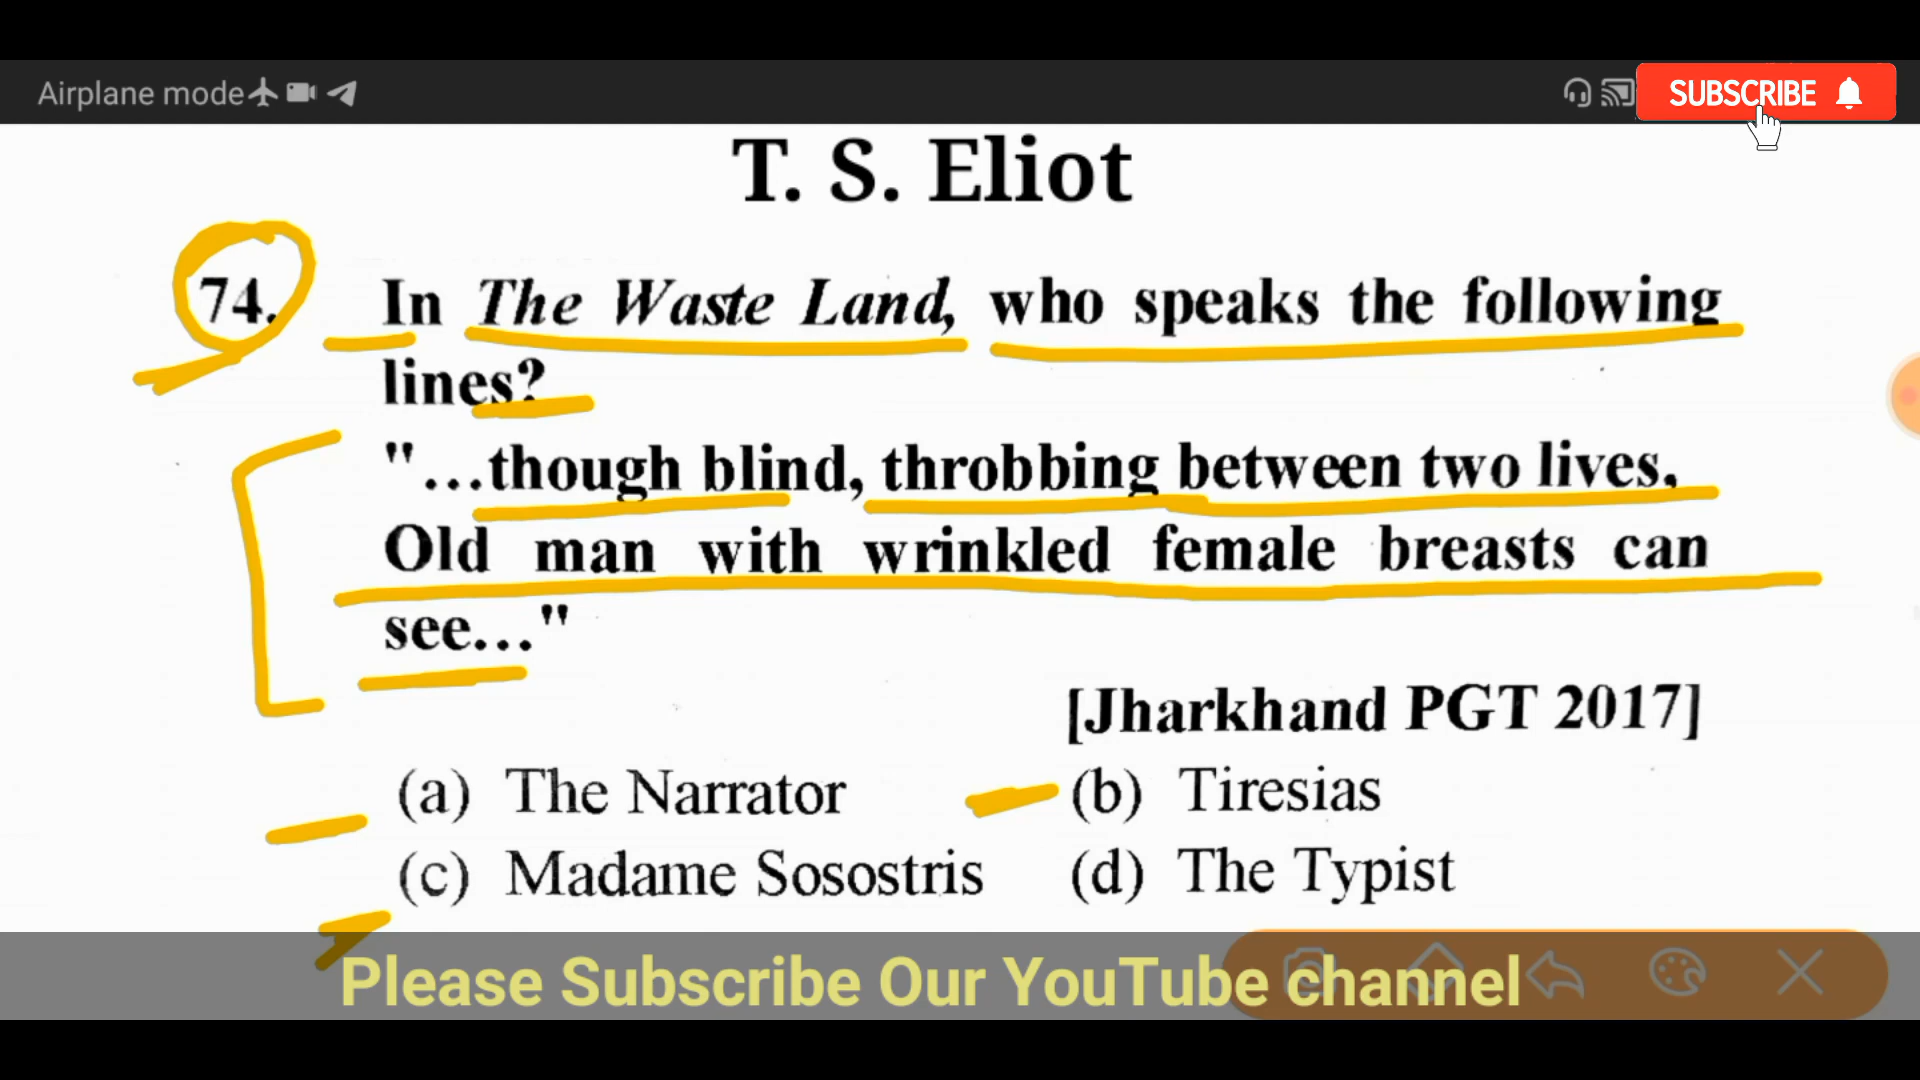 Airplane mode
SUBSCRIBE
T. S. Eliot
74. In The Waste Land, who speaks the following
lines?
"...though blind, throbbing between two lives,
Old man with wrinkled female breasts can
see..."
[Jharkhand PGT 2017]
(a) The Narrator (b) Tiresias
(c) Madame Sosostris (d) The Typist
Please Subscribe Our YouTube channel